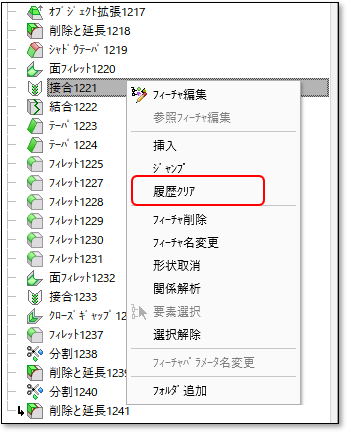 オブジェクト拡張1217
削除と延長1218
シャドウテーパ1219
面フィレット1220
接合1221
結合1222
テーパ1223
テーパ1224
フィレット1225
フィレット1227
フィレット1228
フィレット1229
フィレット1230
フィレット1231
面フィレット1232
接合1233
クローズギャップ12
フィレット1237
分割1238
削除と延長1239
分割1240
削除と延長1241
フィーチャ編集
参照フィーチャ編集
挿入
ジャンプ
履歴クリア
フィーチャ削除
フィーチャ名変更
形状取消
関係解析
要素選択
選択解除
フィーチャパラメータ名変更
フォルダ追加